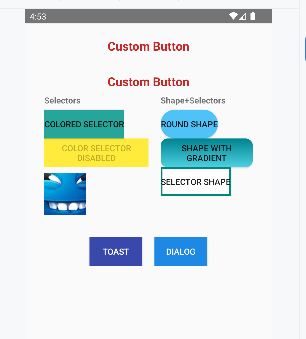 4:53
Custom Button
Custom Button
Selectors
Shape+Selectors
COLORED SELECTOR
ROUND SHAPE
COLOR SELECTOR
DISABLED
SHAPE WITH
GRADIENT
SELECTOR SHAPE
TOAST
DIALOG